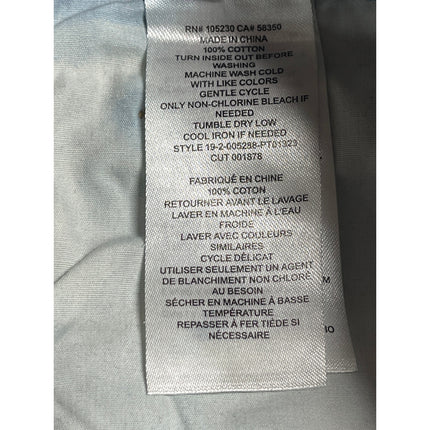 RN# 105230 CA# 58350
MADE IN CHINA
100% COTTON
TURN INSIDE OUT BEFORE
WASHING
MACHINE WASH COLD
WITH LIKE COLORS
GENTLE CYCLE
ONLY NON-CHLORINE BLEACH IF
NEEDED
TUMBLE DRY LOW
COOL IRON IF NEEDED
STYLE 19-2-005288-PT01323
CUT 001878
FABRIQUÉ EN CHINE
100% COTON
RETOURNER AVANT LE LAVAGE
LAVER EN MACHINE À L'EAU
FROIDE
LAVER AVEC COULEURS
SIMILAIRES
CYCLE DÉLICAT
UTILISER SEULEMENT UN AGENT
DE BLANCHIMENT NON CHLORÉ
AU BESOIN
SÉCHER EN MACHINE À BASSE
TEMPÉRATURE
REPASSER À FER TIÉDE SI
NÉCESSAIRE